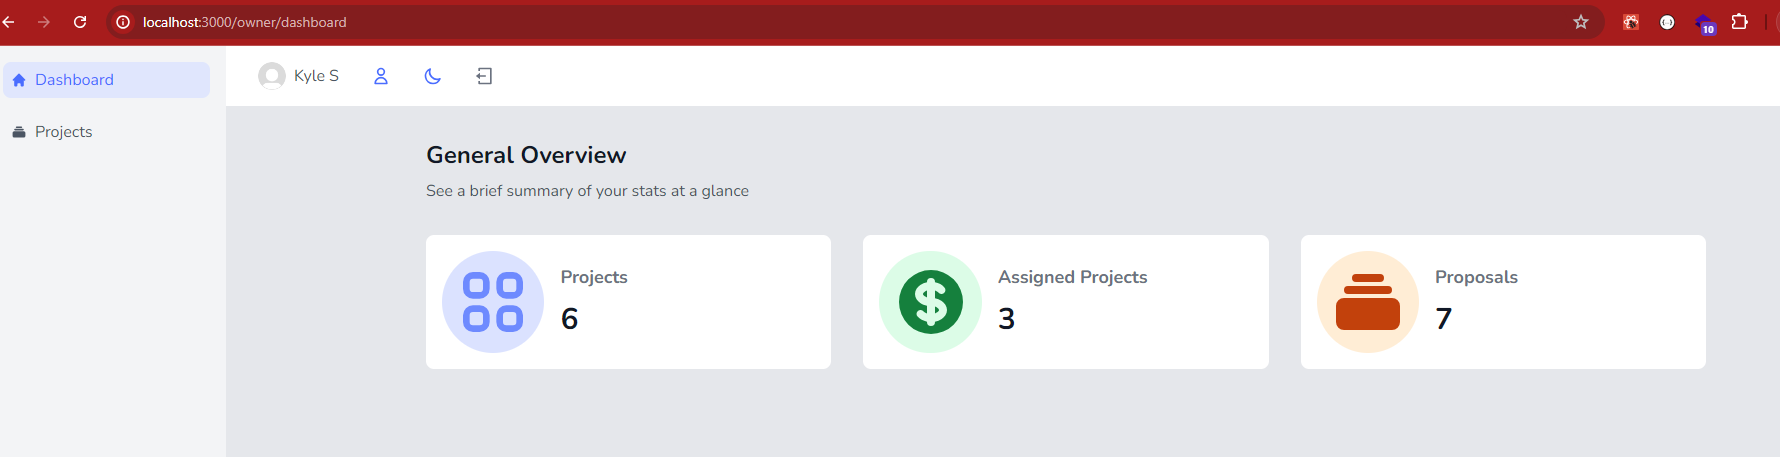 localhost:3000/owner/dashboard
10
Dashboard
Projects
Kyle S
General Overview
See a brief summary of your stats at a glance
Projects
6
Assigned Projects
3
Proposals
7